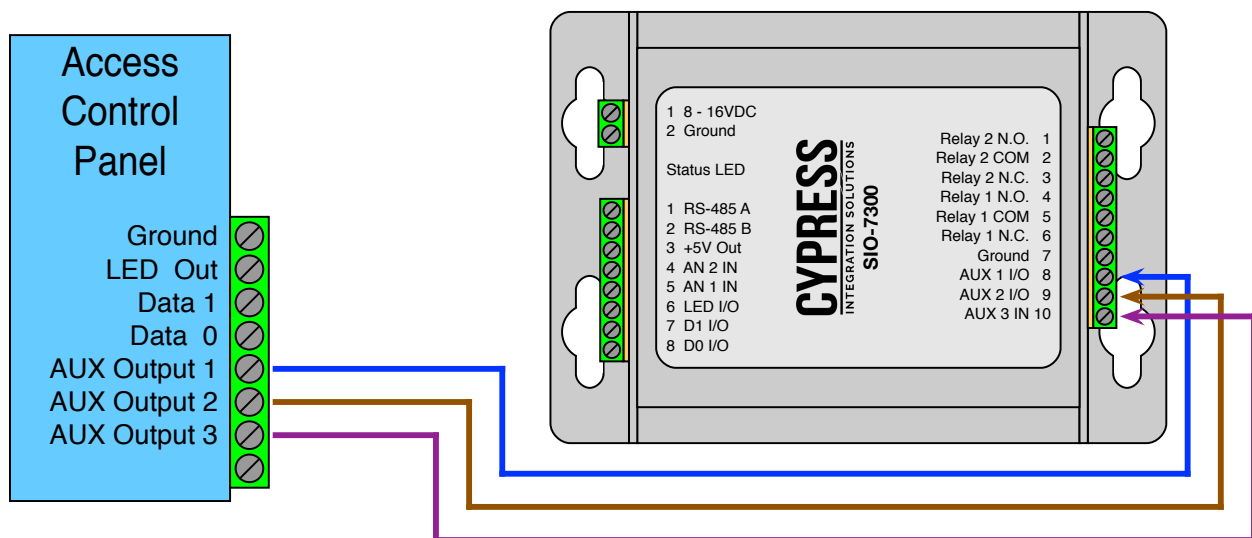 Access
Control
Panel
Ground
LED Out
Data 1
Data 0
AUX Output 1
AUX Output 2
AUX Output 3
1 8 - 16VDC
2 Ground
Status LED
1 RS-485 A
2 RS-485 B
3 +5V Out
4 AN 2 IN
5 AN 1 IN
6 LED I/O
7 D1 I/O
8 D0 I/O
CYPRESS
INTEGRATION SOLUTIONS
SIO-7300
Relay 2 N.O. 1
Relay 2 COM 2
Relay 2 N.C. 3
Relay 1 N.O. 4
Relay 1 COM 5
Relay 1 N.C. 6
Ground 7
AUX 1 I/O 8
AUX 2 I/O 9
AUX 3 IN 10